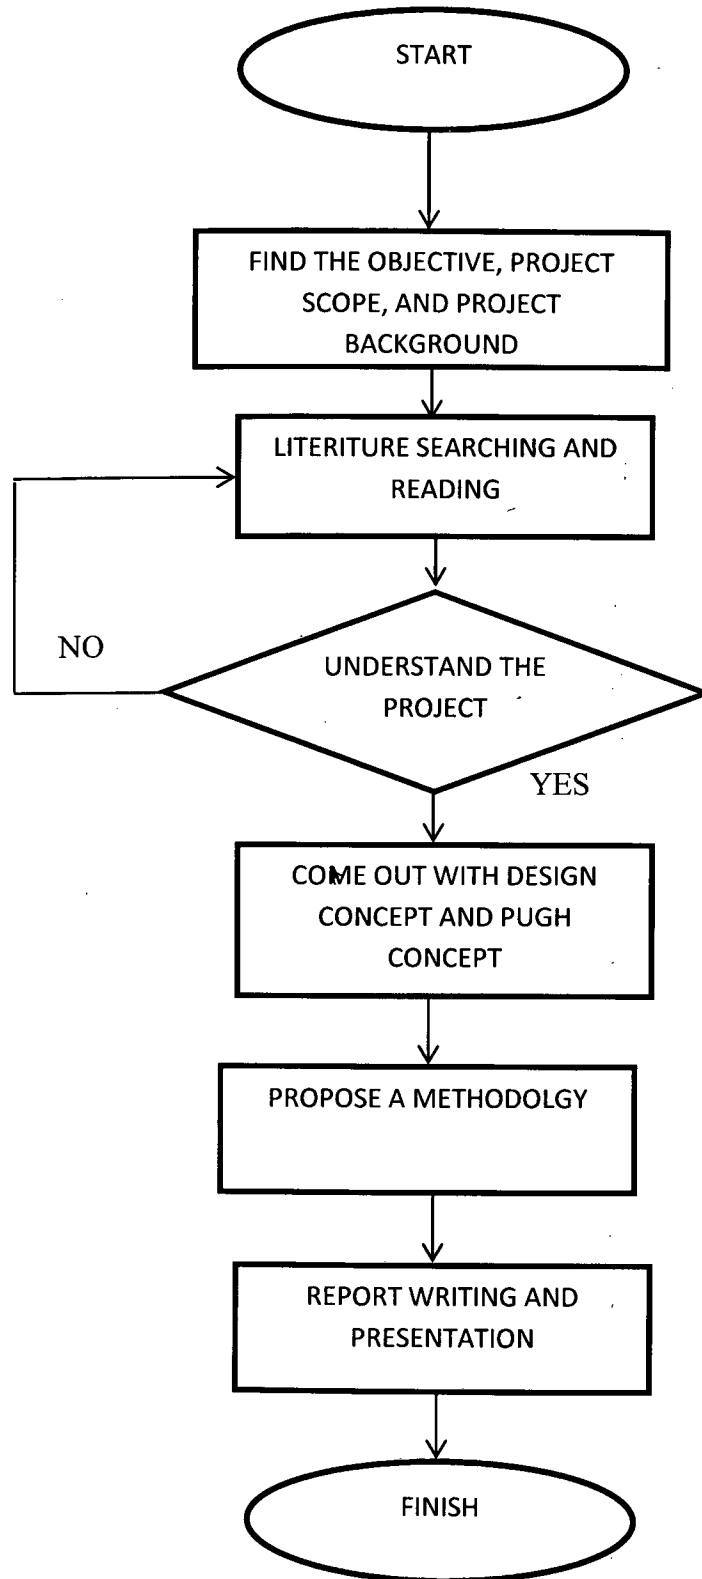 START
FIND THE OBJECTIVE, PROJECT
SCOPE, AND PROJECT
BACKGROUND
LITERITURE SEARCHING AND
READING
NO
UNDERSTAND THE
PROJECT
YES
COME OUT WITH DESIGN
CONCEPT AND PUGH
CONCEPT
PROPOSE A METHODOLGY
REPORT WRITING AND
PRESENTATION
FINISH